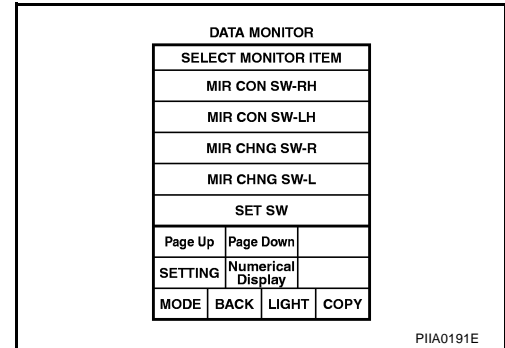 DATA MONITOR
SELECT MONITOR ITEM
MIR CON SW-RH
MIR CON SW-LH
MIR CHNG SW-R
MIR CHNG SW-L
SET SW
Page Up Page Down
SETTING Numerical Display
MODE BACK LIGHT COPY
PIIA0191E